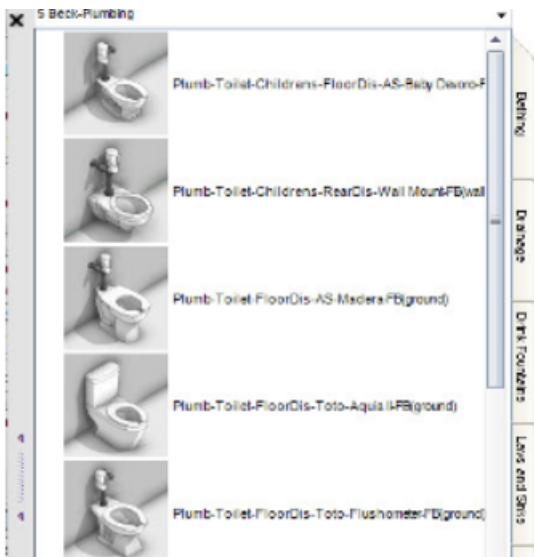 5 Beck-Plumbing
Plumb-Toilet-Childrens-FloorDis-AS-Baby Devoro-F
Plumb-Toilet-Childrens-RearDis-Wall Mount-FB(wall
Plumb-Toilet-FloorDis-AS-Madera-FB(ground)
Plumb-Toilet-FloorDis-Toto-Aquia II-FB(ground)
Plumb-Toilet-FloorDis-Toto-Flushometer-FB(ground)
Bathing
Drainage
Drink Fountains
Lavs and Sinks